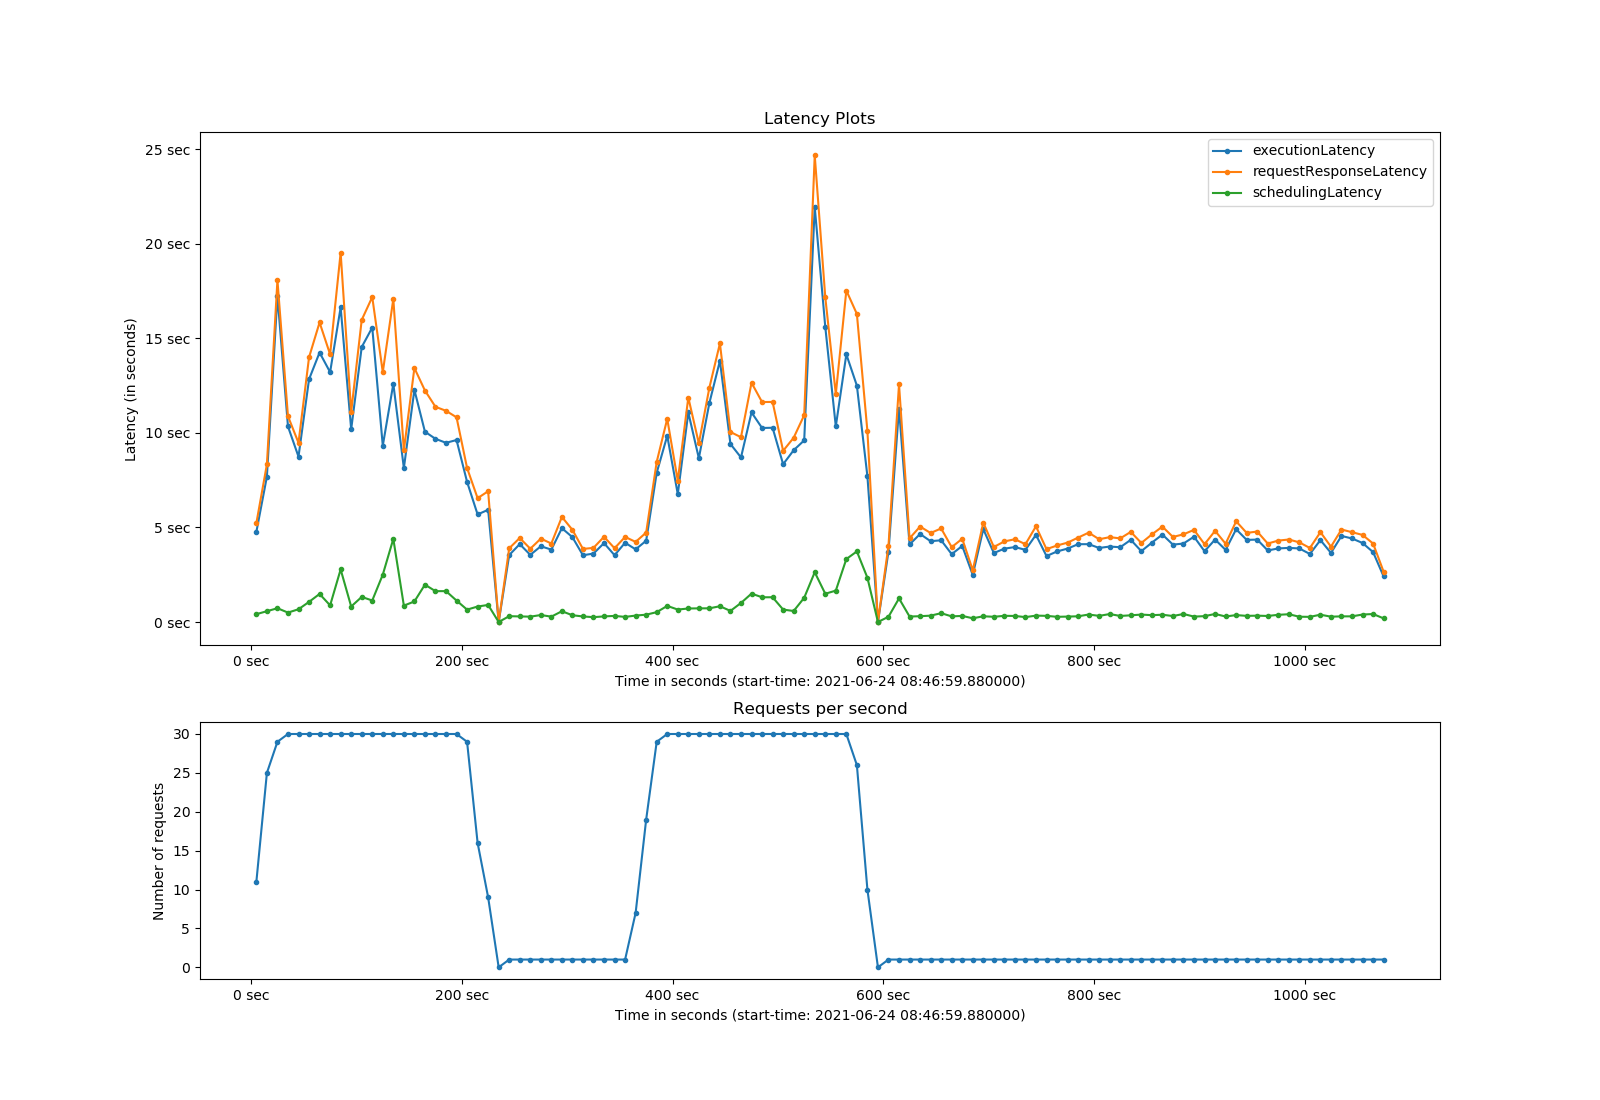 Latency Plots
25 sec
20 sec
15 sec
10 sec
5 sec
0 sec
Latency (in seconds)
executionLatency
requestResponseLatency
schedulingLatency
0 sec 200 sec 400 sec 600 sec 800 sec 1000 sec
Time in seconds (start-time: 2021-06-24 08:46:59.880000)
Requests per second
30
25
20
15
10
5
0
Number of requests
0 sec 200 sec 400 sec 600 sec 800 sec 1000 sec
Time in seconds (start-time: 2021-06-24 08:46:59.880000)